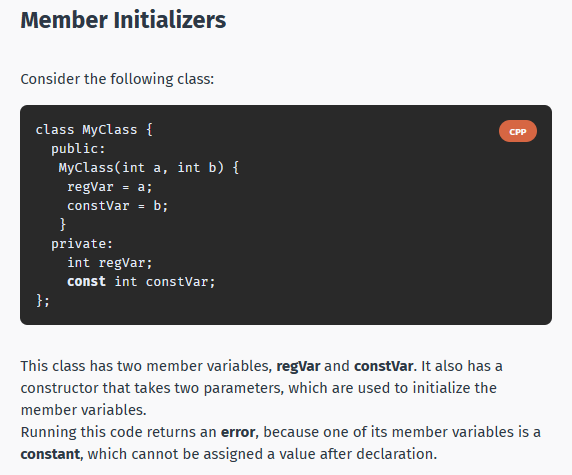 Member Initializers
Consider the following class:
CPP
class MyClass {
  public:
   MyClass(int a, int b) {
    regVar = a;
    constVar = b;
   }
  private:
    int regVar;
    const int constVar;
};
This class has two member variables, regVar and constVar. It also has a
constructor that takes two parameters, which are used to initialize the
member variables.
Running this code returns an error, because one of its member variables is a
constant, which cannot be assigned a value after declaration.